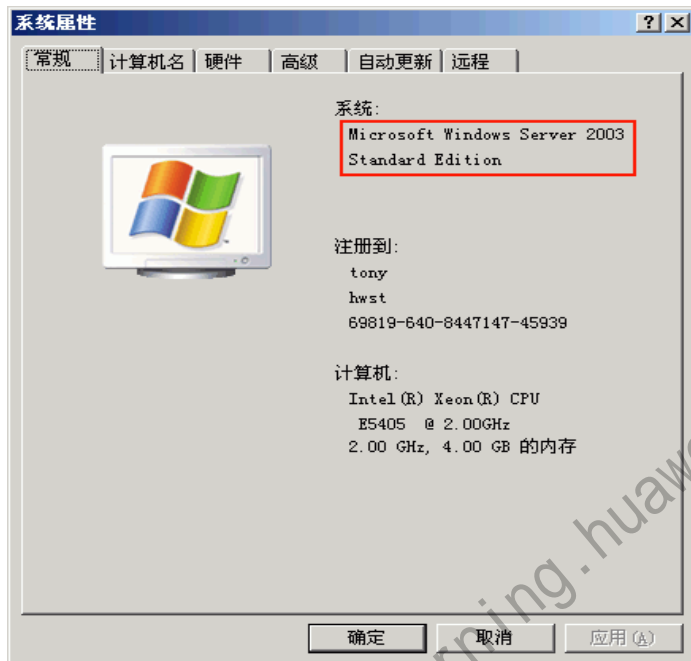 系统属性
常规 计算机名 硬件 高级 自动更新 远程
系统:
Microsoft Windows Server 2003
Standard Edition
注册到:
tony
hwst
69819-640-8447147-45939
计算机:
Intel(R) Xeon(R) CPU
E5405 @ 2.00GHz
2.00 GHz, 4.00 GB 的内存
确定 取消 应用(A)
rning.huawe